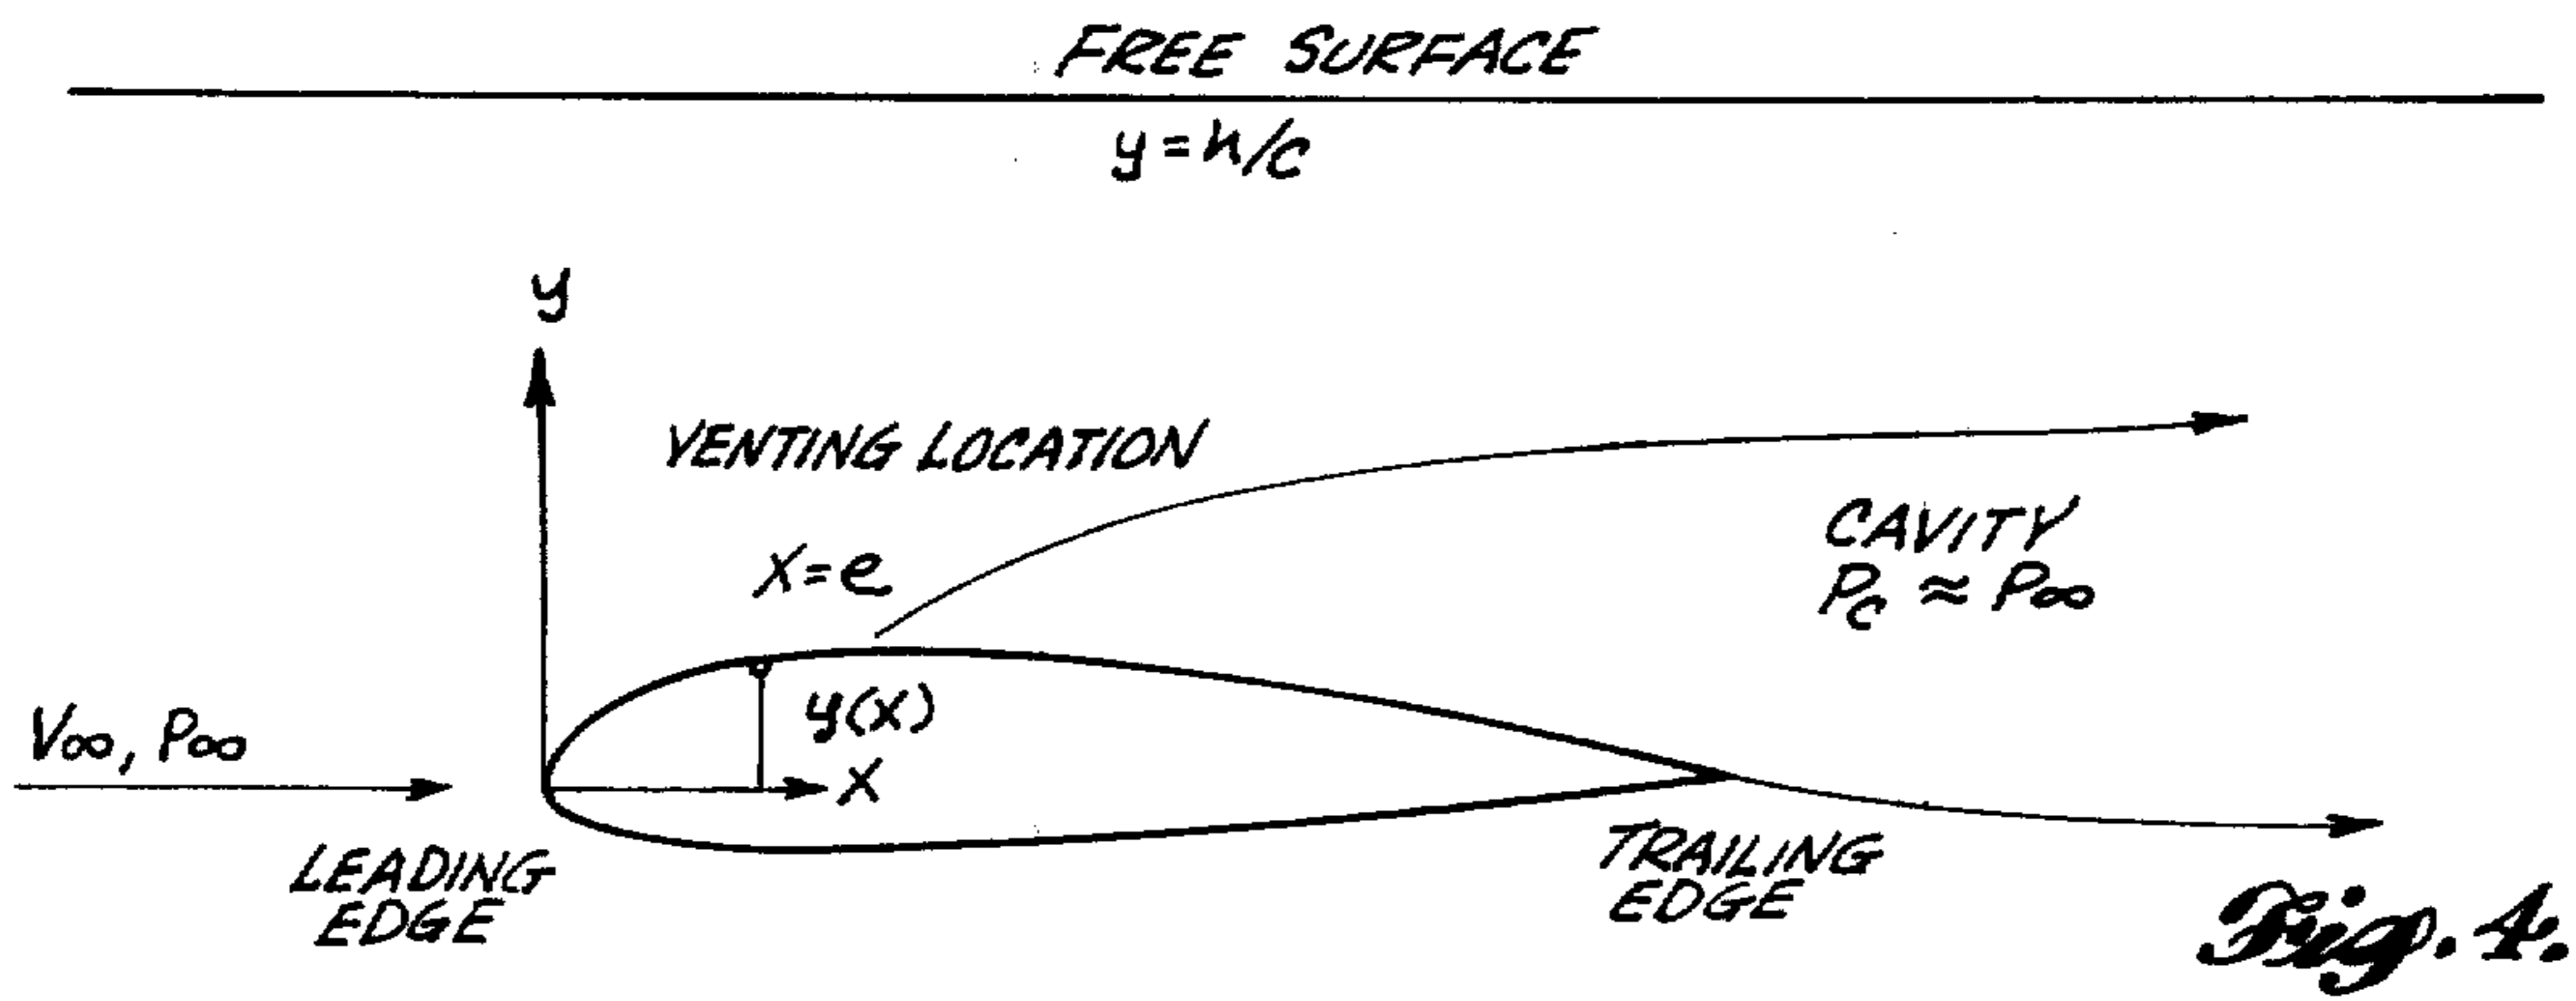 FREE SURFACE
y = h/c
y
VENTING LOCATION
x = e
CAVITY
Pc ≈ P∞
V∞, P∞
y(x)
x
LEADING
EDGE
TRAILING
EDGE
Fig. 4.